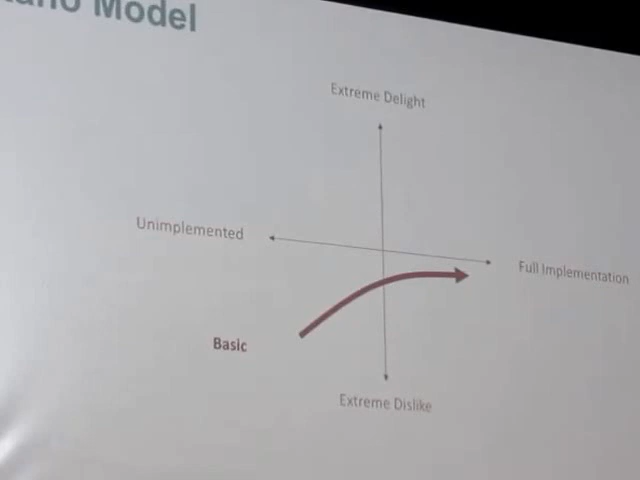 Model
Extreme Delight
Unimplemented
Full Implementation
Basic
Extreme Dislike